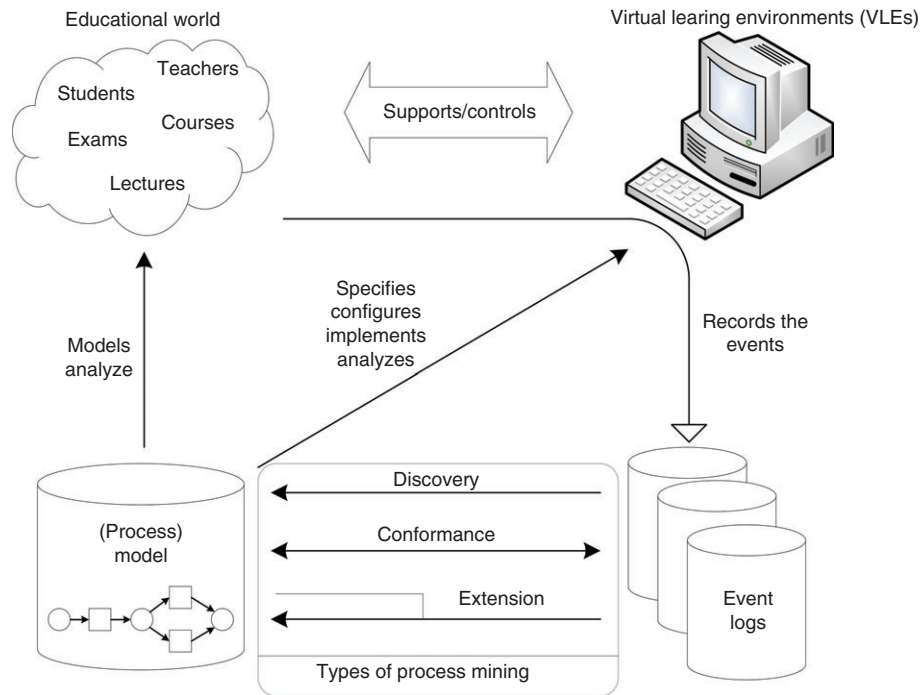 Educational world
Virtual learing environments (VLEs)
Teachers
Students
Courses
Exams
Lectures
Supports/controls
Specifies
configures
implements
analyzes
Records the
events
Models
analyze
Discovery
(Process)
model
Conformance
Extension
Event
logs
Types of process mining